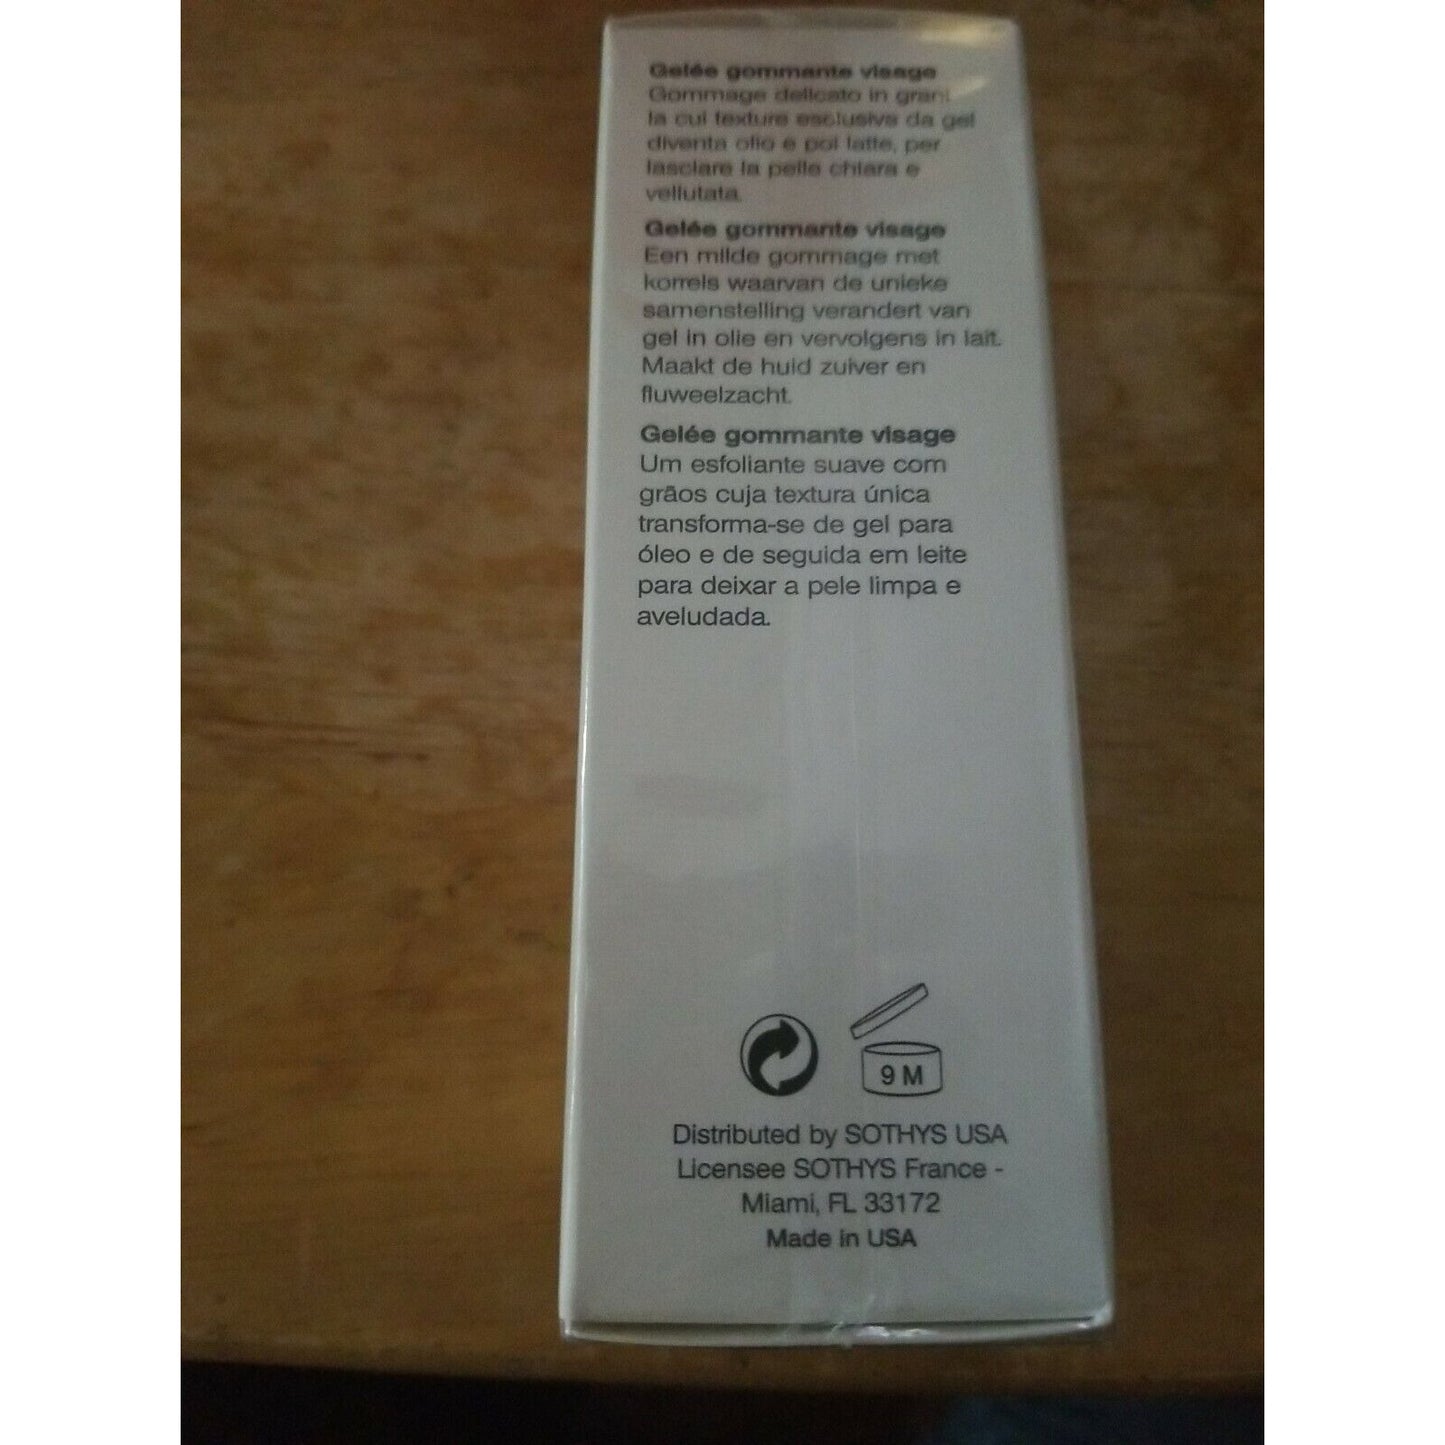 Gelée gommante visage
Gommage delicato in grani
la cui texture esclusiva da gel
diventa olio e poi latte, per
lasciare la pelle chiara e
vellutata.
Gelée gommante visage
Een milde gommage met
korrels waarvan de unieke
samenstelling verandert van
gel in olie en vervolgens in lait.
Maakt de huid zuiver en
fluweelzacht.
Gelée gommante visage
Um esfoliante suave com
grãos cuja textura única
transforma-se de gel para
óleo e de seguida em leite
para deixar a pele limpa e
aveludada.
9 M
Distributed by SOTHYS USA
Licensee SOTHYS France -
Miami, FL 33172
Made in USA